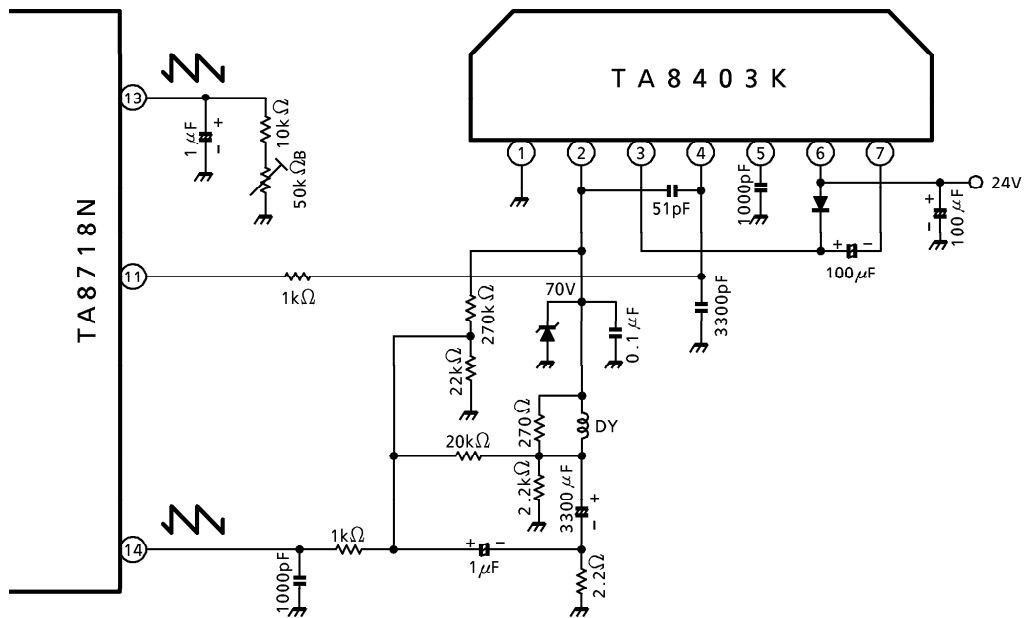 TA8403K
1
2
3
4
5
6
7
24V
51pF
1000pF
+
-
100μF
+
-
100μF
TA8718N
13
+
-
1μF
10kΩ
50kΩB
11
1kΩ
270kΩ
22kΩ
70V
0.1μF
3300pF
270Ω
DY
20kΩ
2.2kΩ
3300μF
+
-
14
1000pF
1kΩ
+
-
1μF
2.2Ω